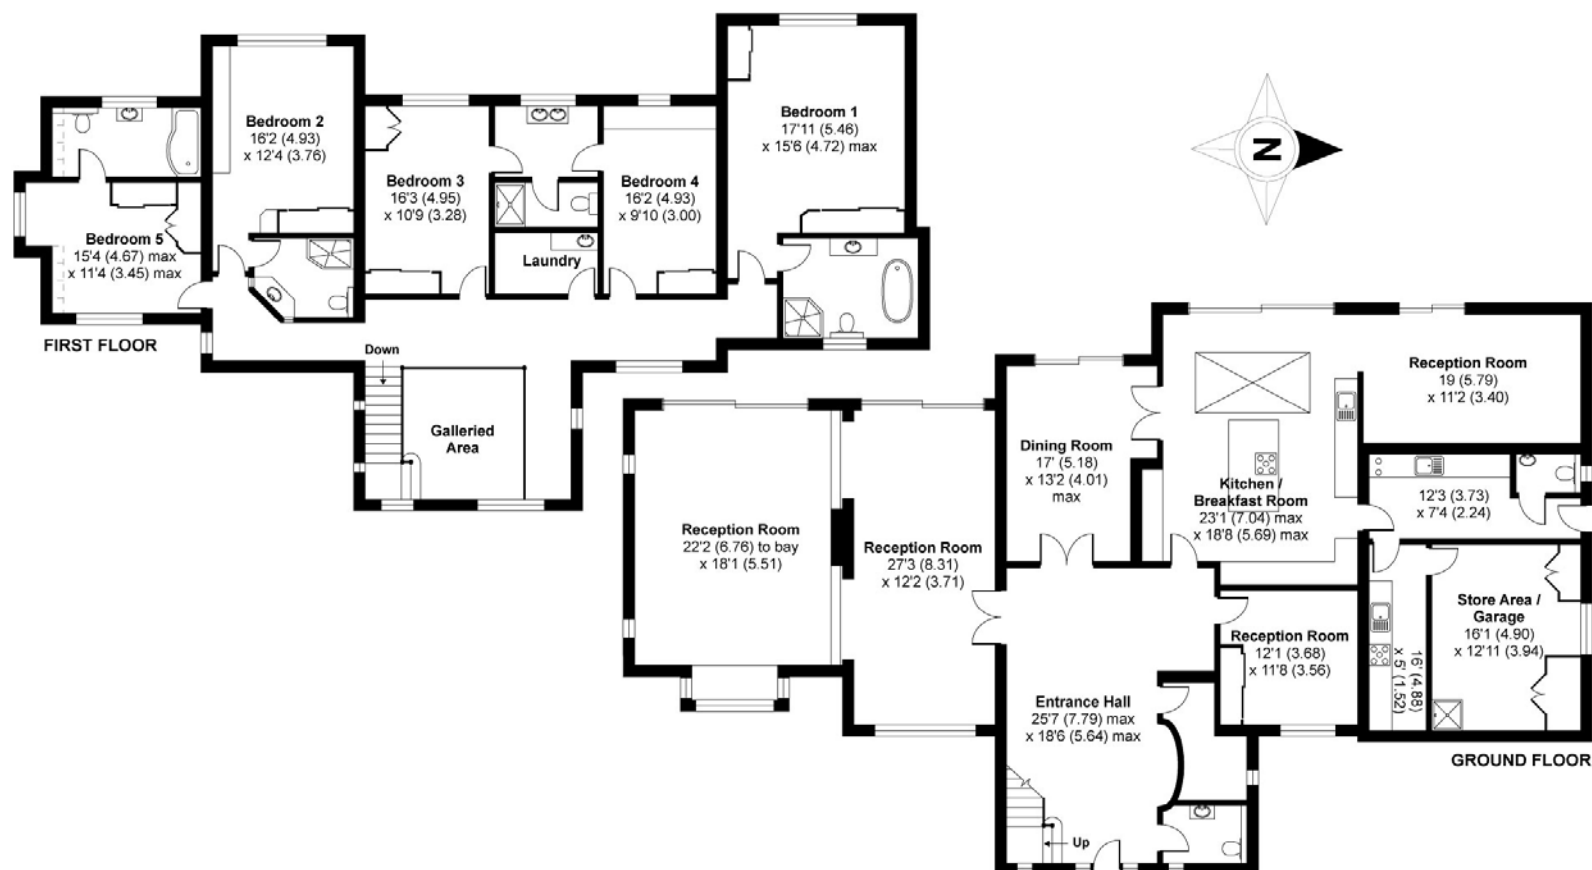 Bedroom 2
16'2 (4.93)
x 12'4 (3.76)
Bedroom 1
17'11 (5.46)
x 15'6 (4.72) max
Bedroom 3
16'3 (4.95)
x 10'9 (3.28)
Bedroom 4
16'2 (4.93)
x 9'10 (3.00)
Bedroom 5
15'4 (4.67) max
x 11'4 (3.45) max
Laundry
FIRST FLOOR
Down
Galleried
Area
N
Reception Room
19 (5.79)
x 11'2 (3.40)
Dining Room
17' (5.18)
x 13'2 (4.01)
max
Kitchen /
Breakfast Room
23'1 (7.04) max
x 18'8 (5.69) max
12'3 (3.73)
x 7'4 (2.24)
Reception Room
22'2 (6.76) to bay
x 18'1 (5.51)
Reception Room
27'3 (8.31)
x 12'2 (3.71)
Store Area /
Garage
16'1 (4.90)
x 12'11 (3.94)
Reception Room
12'1 (3.68)
x 11'8 (3.56)
16' (4.88)
x 5' (1.52)
Entrance Hall
25'7 (7.79) max
x 18'6 (5.64) max
Up
GROUND FLOOR